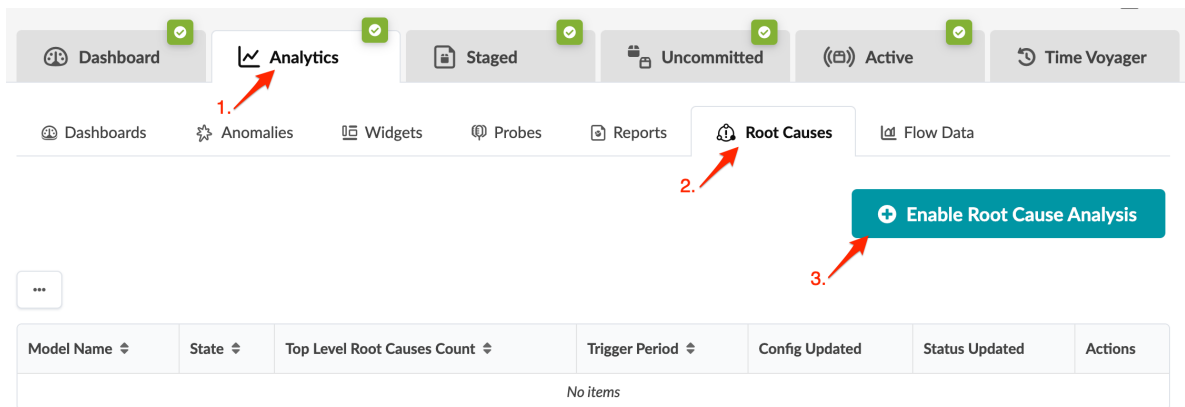 Dashboard Analytics Staged Uncommitted Active Time Voyager
1.
Dashboards Anomalies Widgets Probes Reports Root Causes Flow Data
2.
Enable Root Cause Analysis
3.
Model Name State Top Level Root Causes Count Trigger Period Config Updated Status Updated Actions
No items